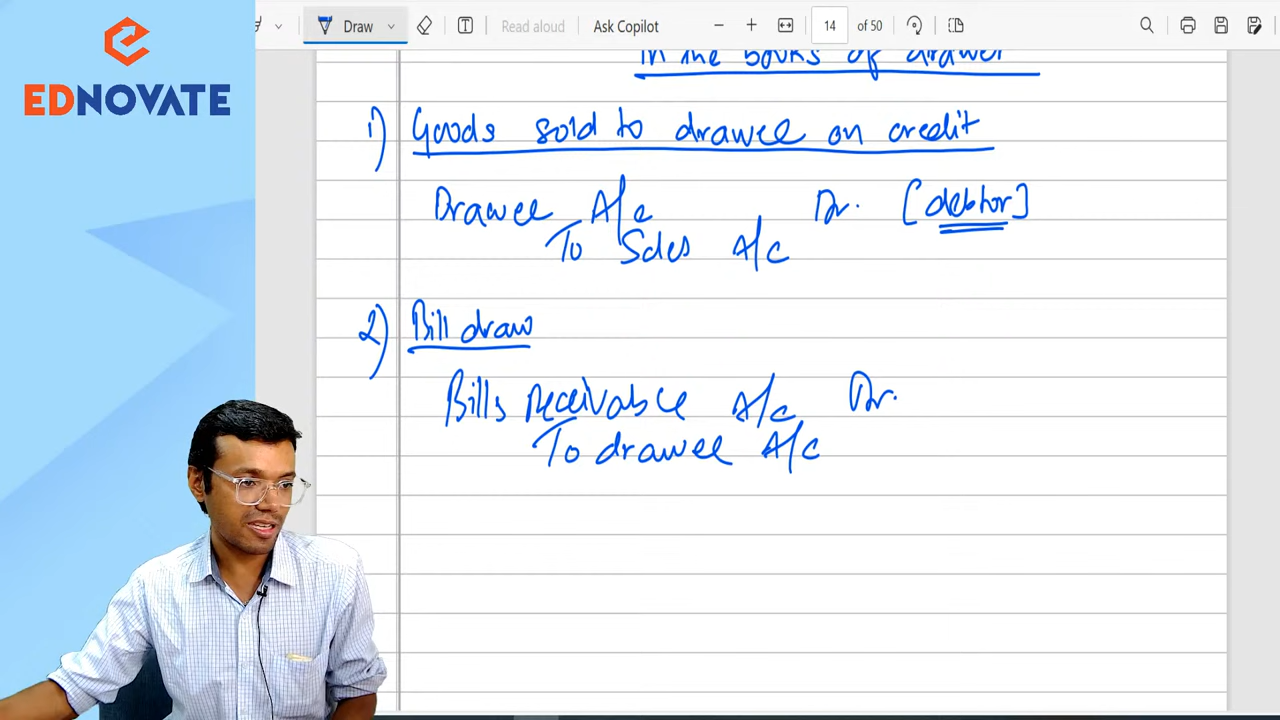 Draw
Read aloud
Ask Copilot
14 of 50
EDNOVATE
In the books of drawer
1) Goods sold to drawee on credit
Drawee A/c Dr. [debtor]
To Sales A/c
2) Bill draw
Bills receivable A/c Dr.
To drawee A/c